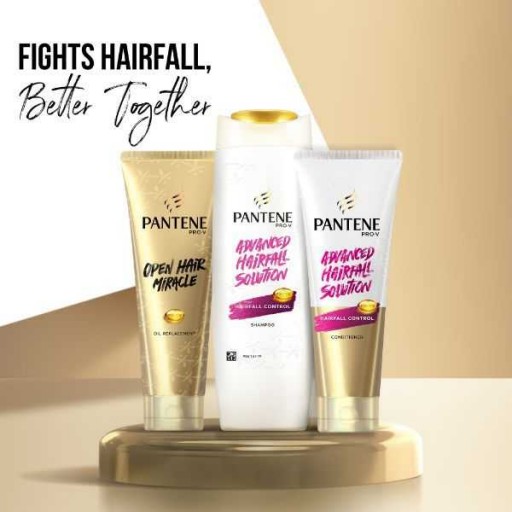 FIGHTS HAIRFALL,
Better Together
PANTENE
PRO-V
OPEN HAIR
MIRACLE
OIL REPLACEMENT
PANTENE
PRO-V
ADVANCED
HAIRFALL
SOLUTION
HAIRFALL CONTROL
SHAMPOO
PANTENE
PRO-V
ADVANCED
HAIRFALL
SOLUTION
HAIRFALL CONTROL
CONDITIONER